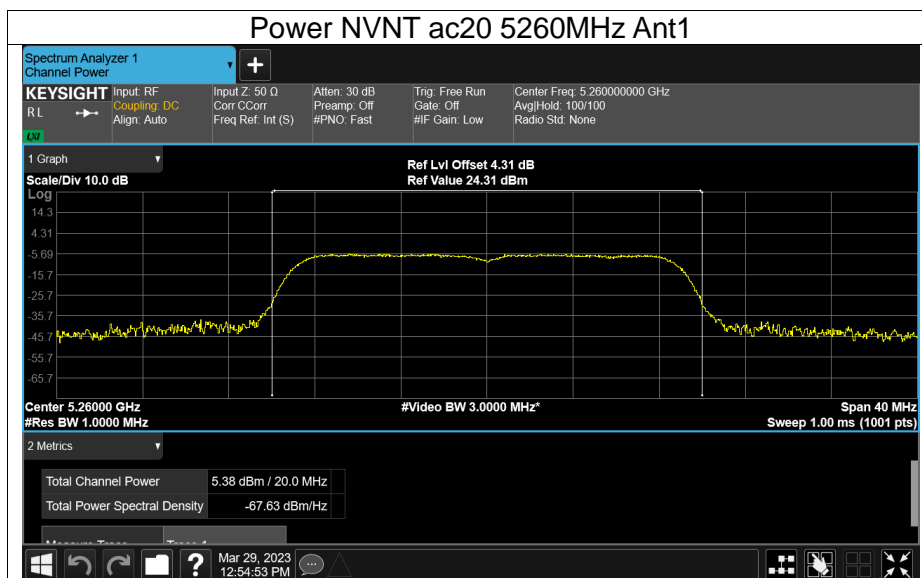 Power NVNT ac20 5260MHz Ant1
Spectrum Analyzer 1
Channel Power
+
KEYSIGHT
R L
LXI
Input: RF
Coupling: DC
Align: Auto
Input Z: 50 Ω
Corr CCorr
Freq Ref: Int (S)
Atten: 30 dB
Preamp: Off
#PNO: Fast
Trig: Free Run
Gate: Off
#IF Gain: Low
Center Freq: 5.260000000 GHz
Avg|Hold: 100/100
Radio Std: None
1 Graph
Scale/Div 10.0 dB
Ref Lvl Offset 4.31 dB
Ref Value 24.31 dBm
Log
14.3
4.31
-5.69
-15.7
-25.7
-35.7
-45.7
-55.7
-65.7
Center 5.26000 GHz
#Video BW 3.0000 MHz*
Span 40 MHz
#Res BW 1.0000 MHz
Sweep 1.00 ms (1001 pts)
2 Metrics
Total Channel Power 5.38 dBm / 20.0 MHz
Total Power Spectral Density -67.63 dBm/Hz
?
Mar 29, 2023
12:54:53 PM